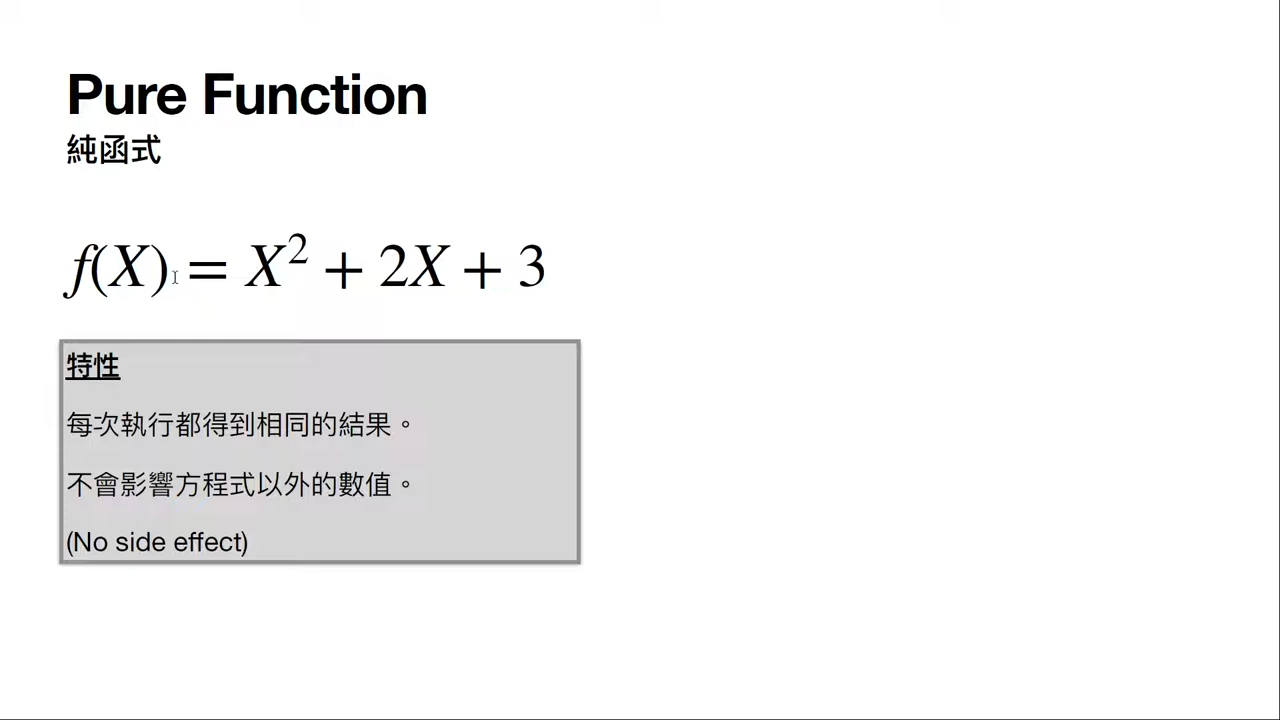 Pure Function
純函式
f(X) = X² + 2X + 3
特性
每次執行都得到相同的結果。
不會影響方程式以外的數值。
(No side effect)